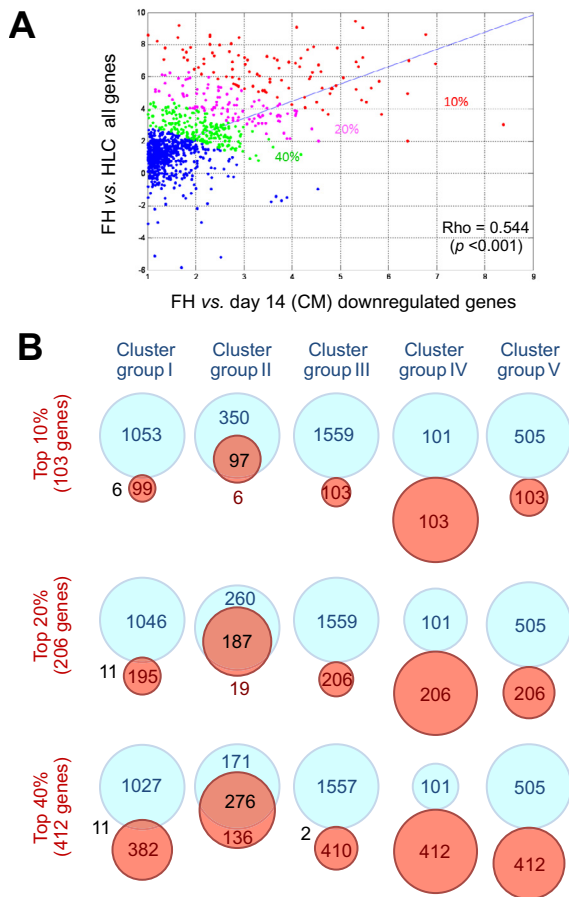 A
FH vs. HLC all genes
10
8
6
4
2
0
-2
-4
-6
10%
20%
40%
Rho = 0.544
(p <0.001)
1 2 3 4 5 6 7 8 9
FH vs. day 14 (CM) downregulated genes
B
Cluster group I
Cluster group II
Cluster group III
Cluster group IV
Cluster group V
Top 10%
(103 genes)
1053
6
99
350
97
6
1559
103
101
103
505
103
Top 20%
(206 genes)
1046
11
195
260
187
19
1559
206
101
206
505
206
Top 40%
(412 genes)
1027
11
382
171
276
136
1557
2
410
101
412
505
412